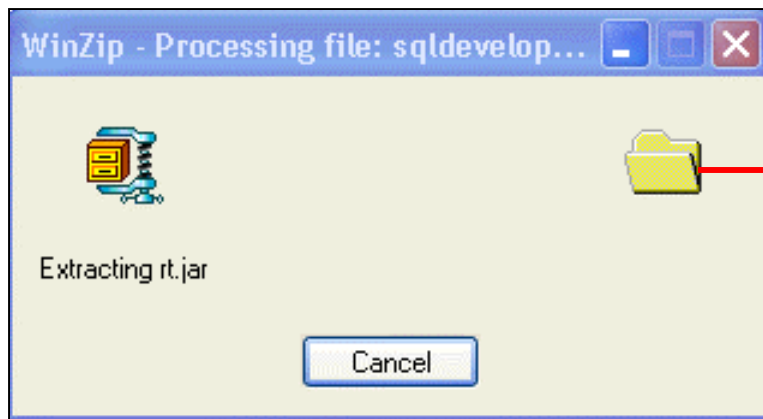 WinZip - Processing file: sqldevelop...
Extracting rt.jar
Cancel